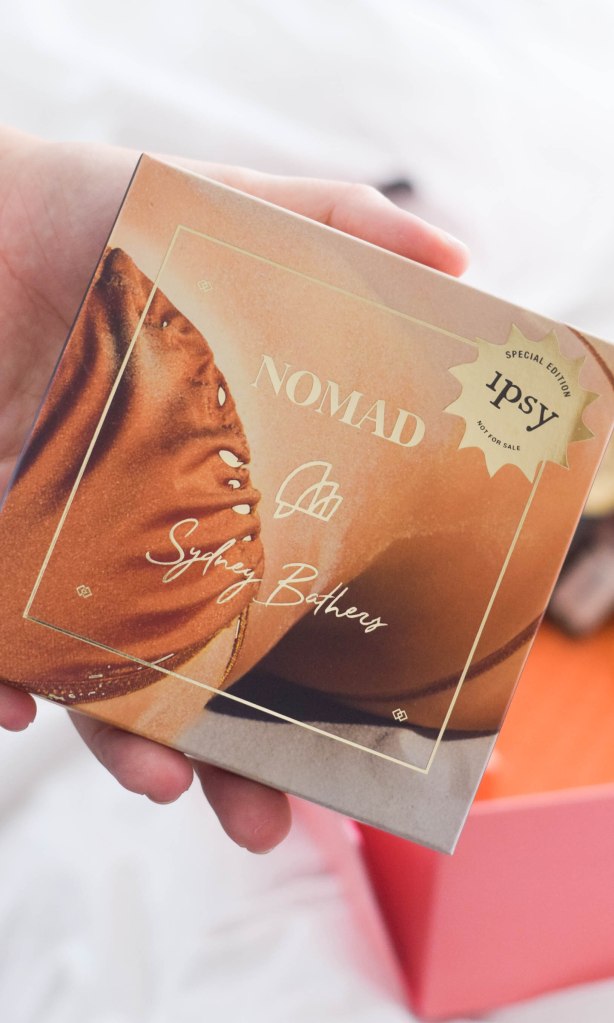 NOMAD
Sydney Bathers
SPECIAL EDITION
ipsy
NOT FOR SALE